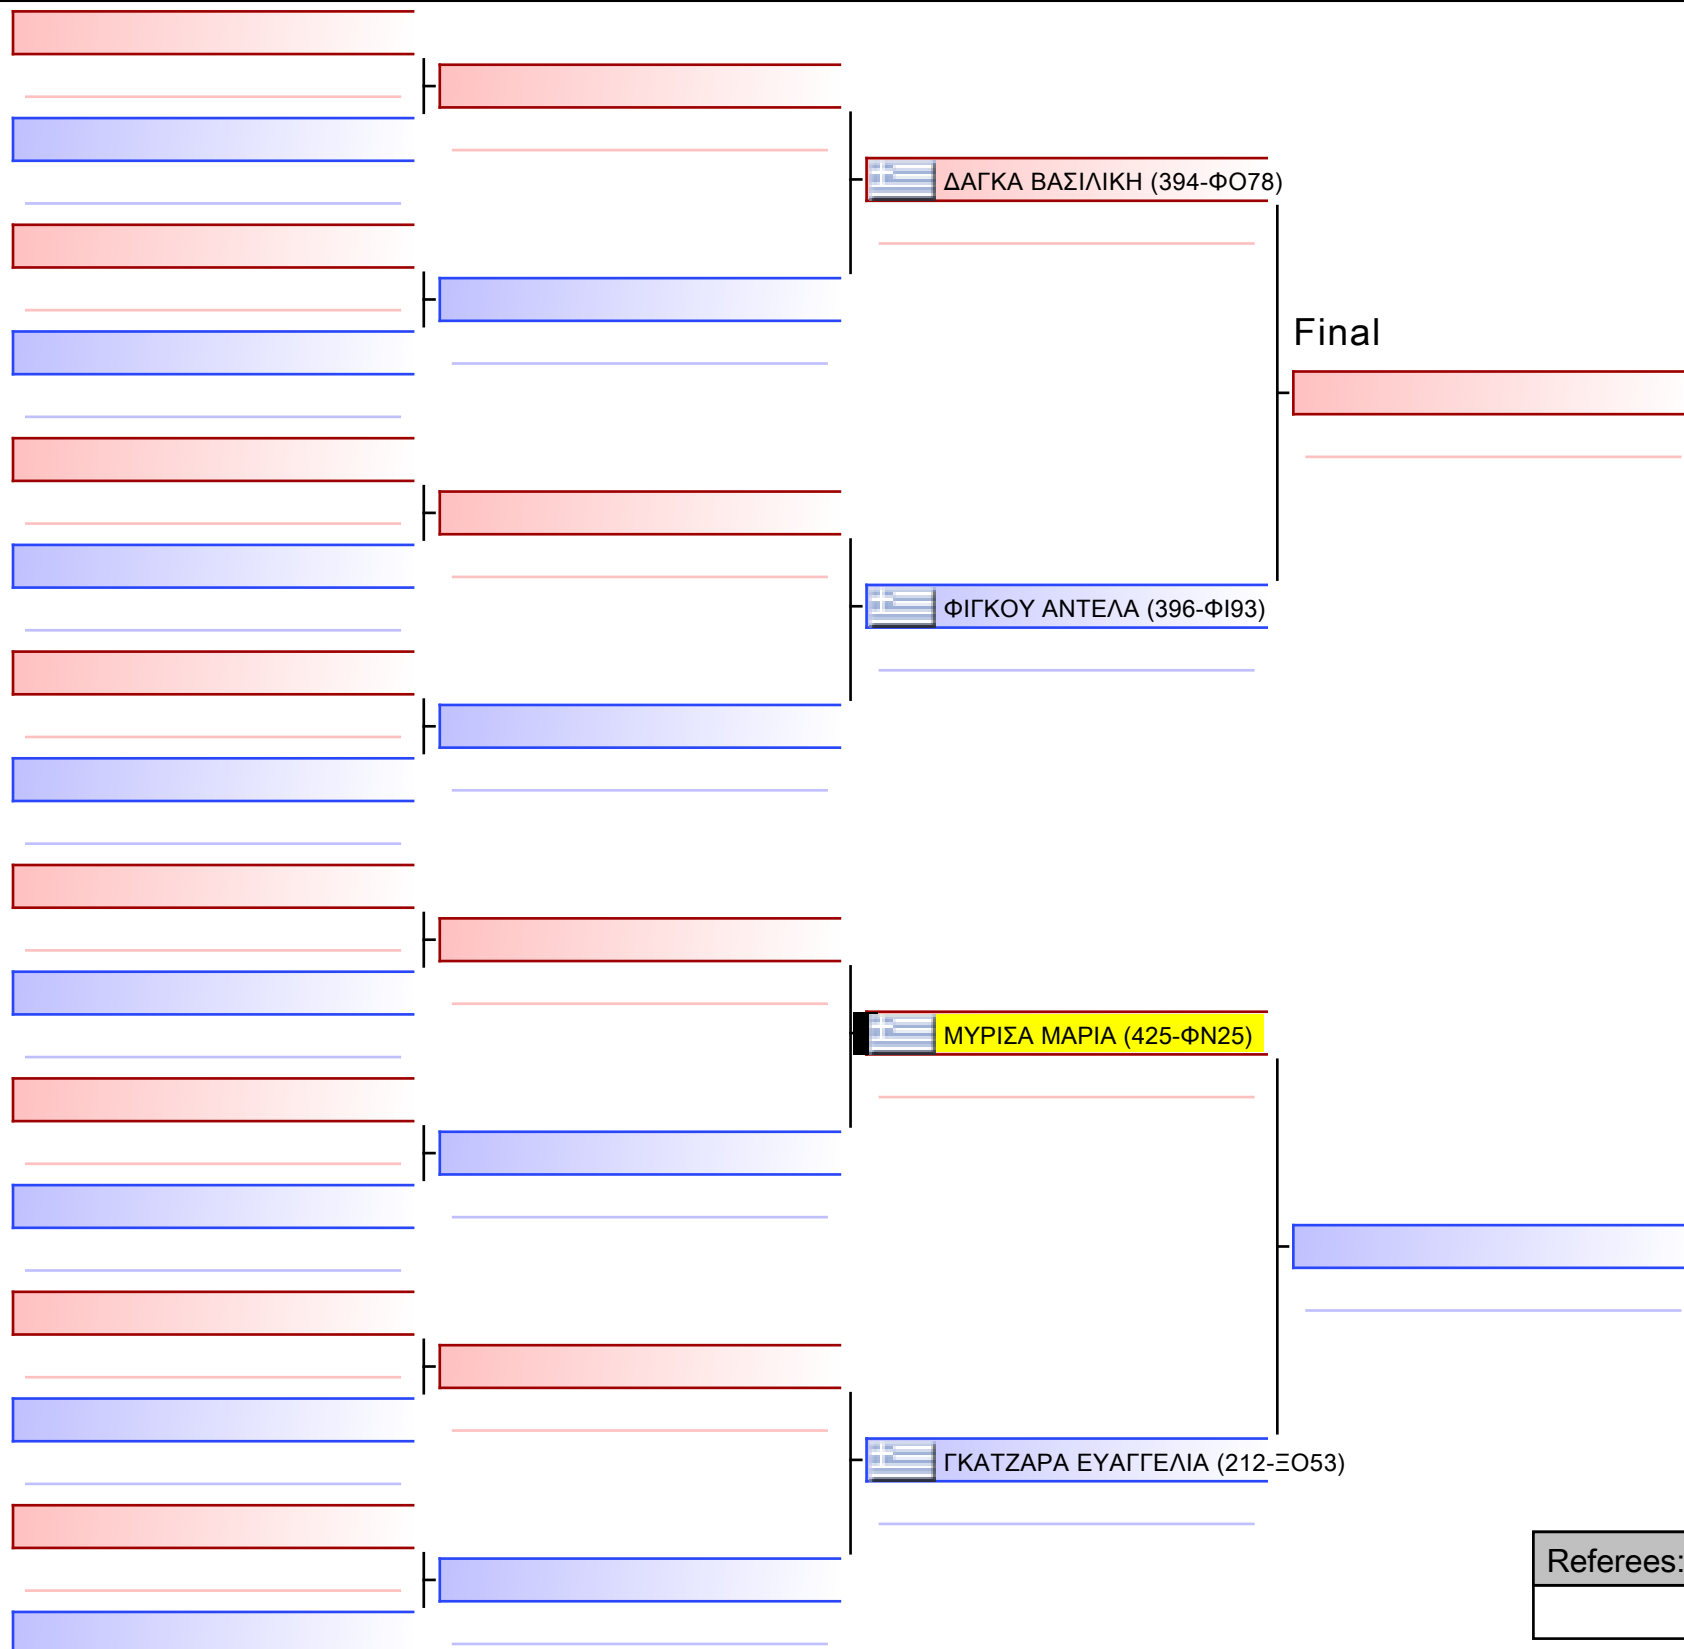 ΔΑΓΚΑ ΒΑΣΙΛΙΚΗ (394-ΦΟ78)
Final
ΦΙΓΚΟΥ ΑΝΤΕΛΑ (396-ΦΙ93)
ΜΥΡΙΣΑ ΜΑΡΙΑ (425-ΦΝ25)
ΓΚΑΤΖΑΡΑ ΕΥΑΓΓΕΛΙΑ (212-ΞΟ53)
Referees: